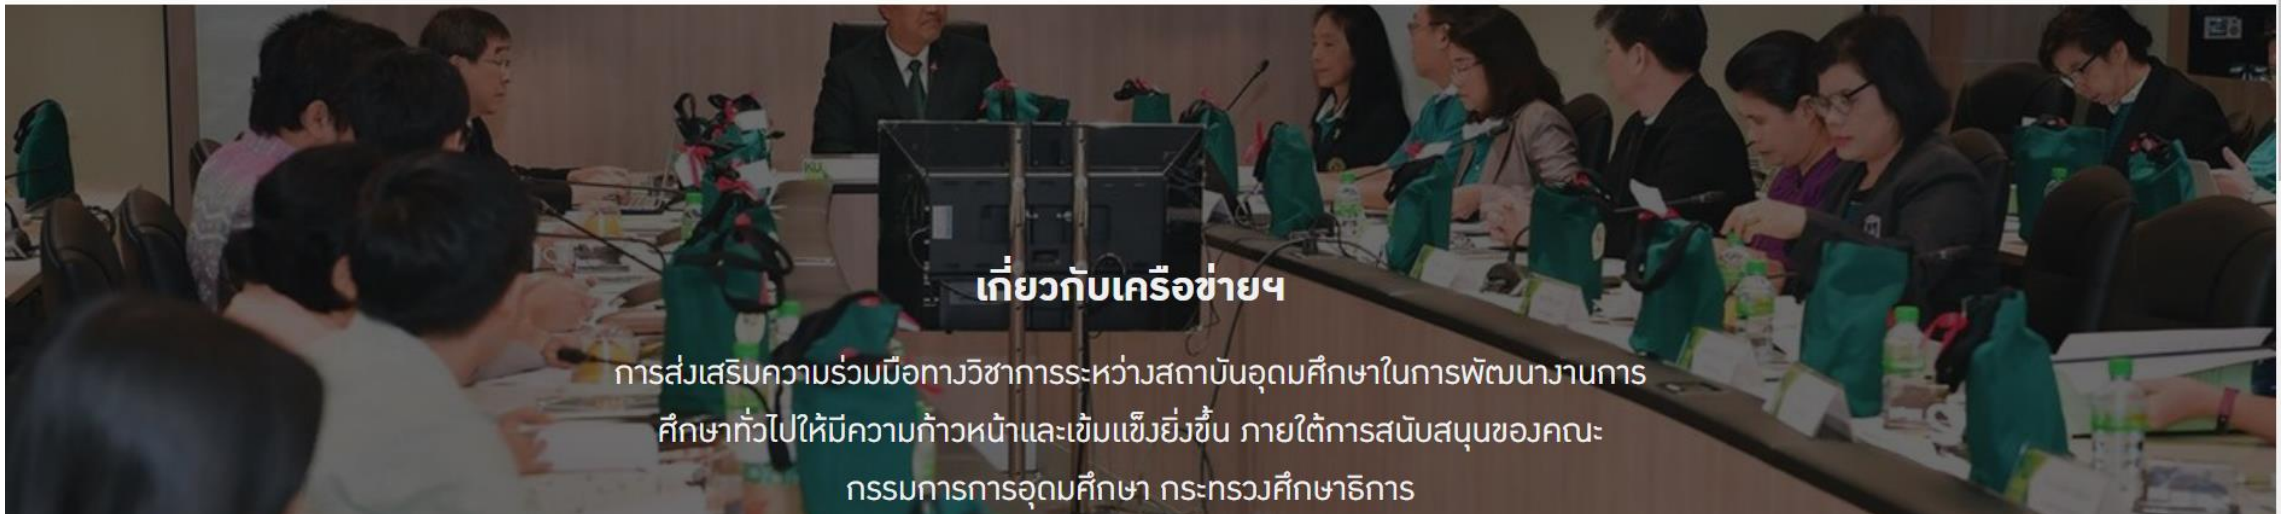 KU
เกี่ยวกับเครือข่ายฯ
การส่งเสริมความร่วมมือทางวิชาการระหว่างสถาบันอุดมศึกษาในการพัฒนางานการ
ศึกษาทั่วไปให้มีความก้าวหน้าและเข้มแข็งยิ่งขึ้น ภายใต้การสนับสนุนของคณะ
กรรมการการอุดมศึกษา กระทรวงศึกษาธิการ